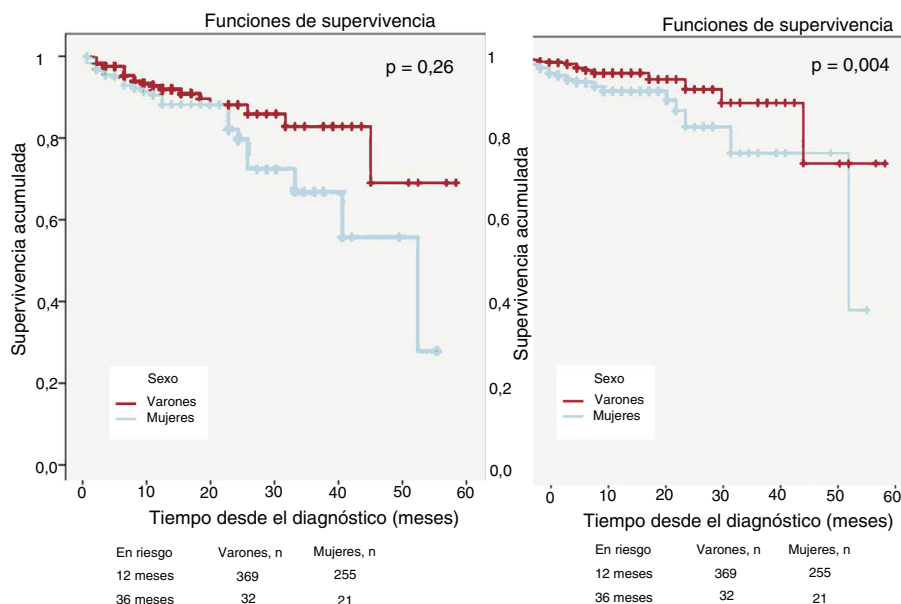 Funciones de supervivencia
p = 0,26
Supervivencia acumulada
1
0,8
0,6
0,4
0,2
0,0
Sexo
Varones
Mujeres
0 10 20 30 40 50 60
Tiempo desde el diagnóstico (meses)
En riesgo Varones, n Mujeres, n
12 meses 369 255
36 meses 32 21
Funciones de supervivencia
p = 0,004
Supervivencia acumulada
1
0,8
0,6
0,4
0,2
0,0
Sexo
Varones
Mujeres
0 10 20 30 40 50 60
Tiempo desde el diagnóstico (meses)
En riesgo Varones, n Mujeres, n
12 meses 369 255
36 meses 32 21